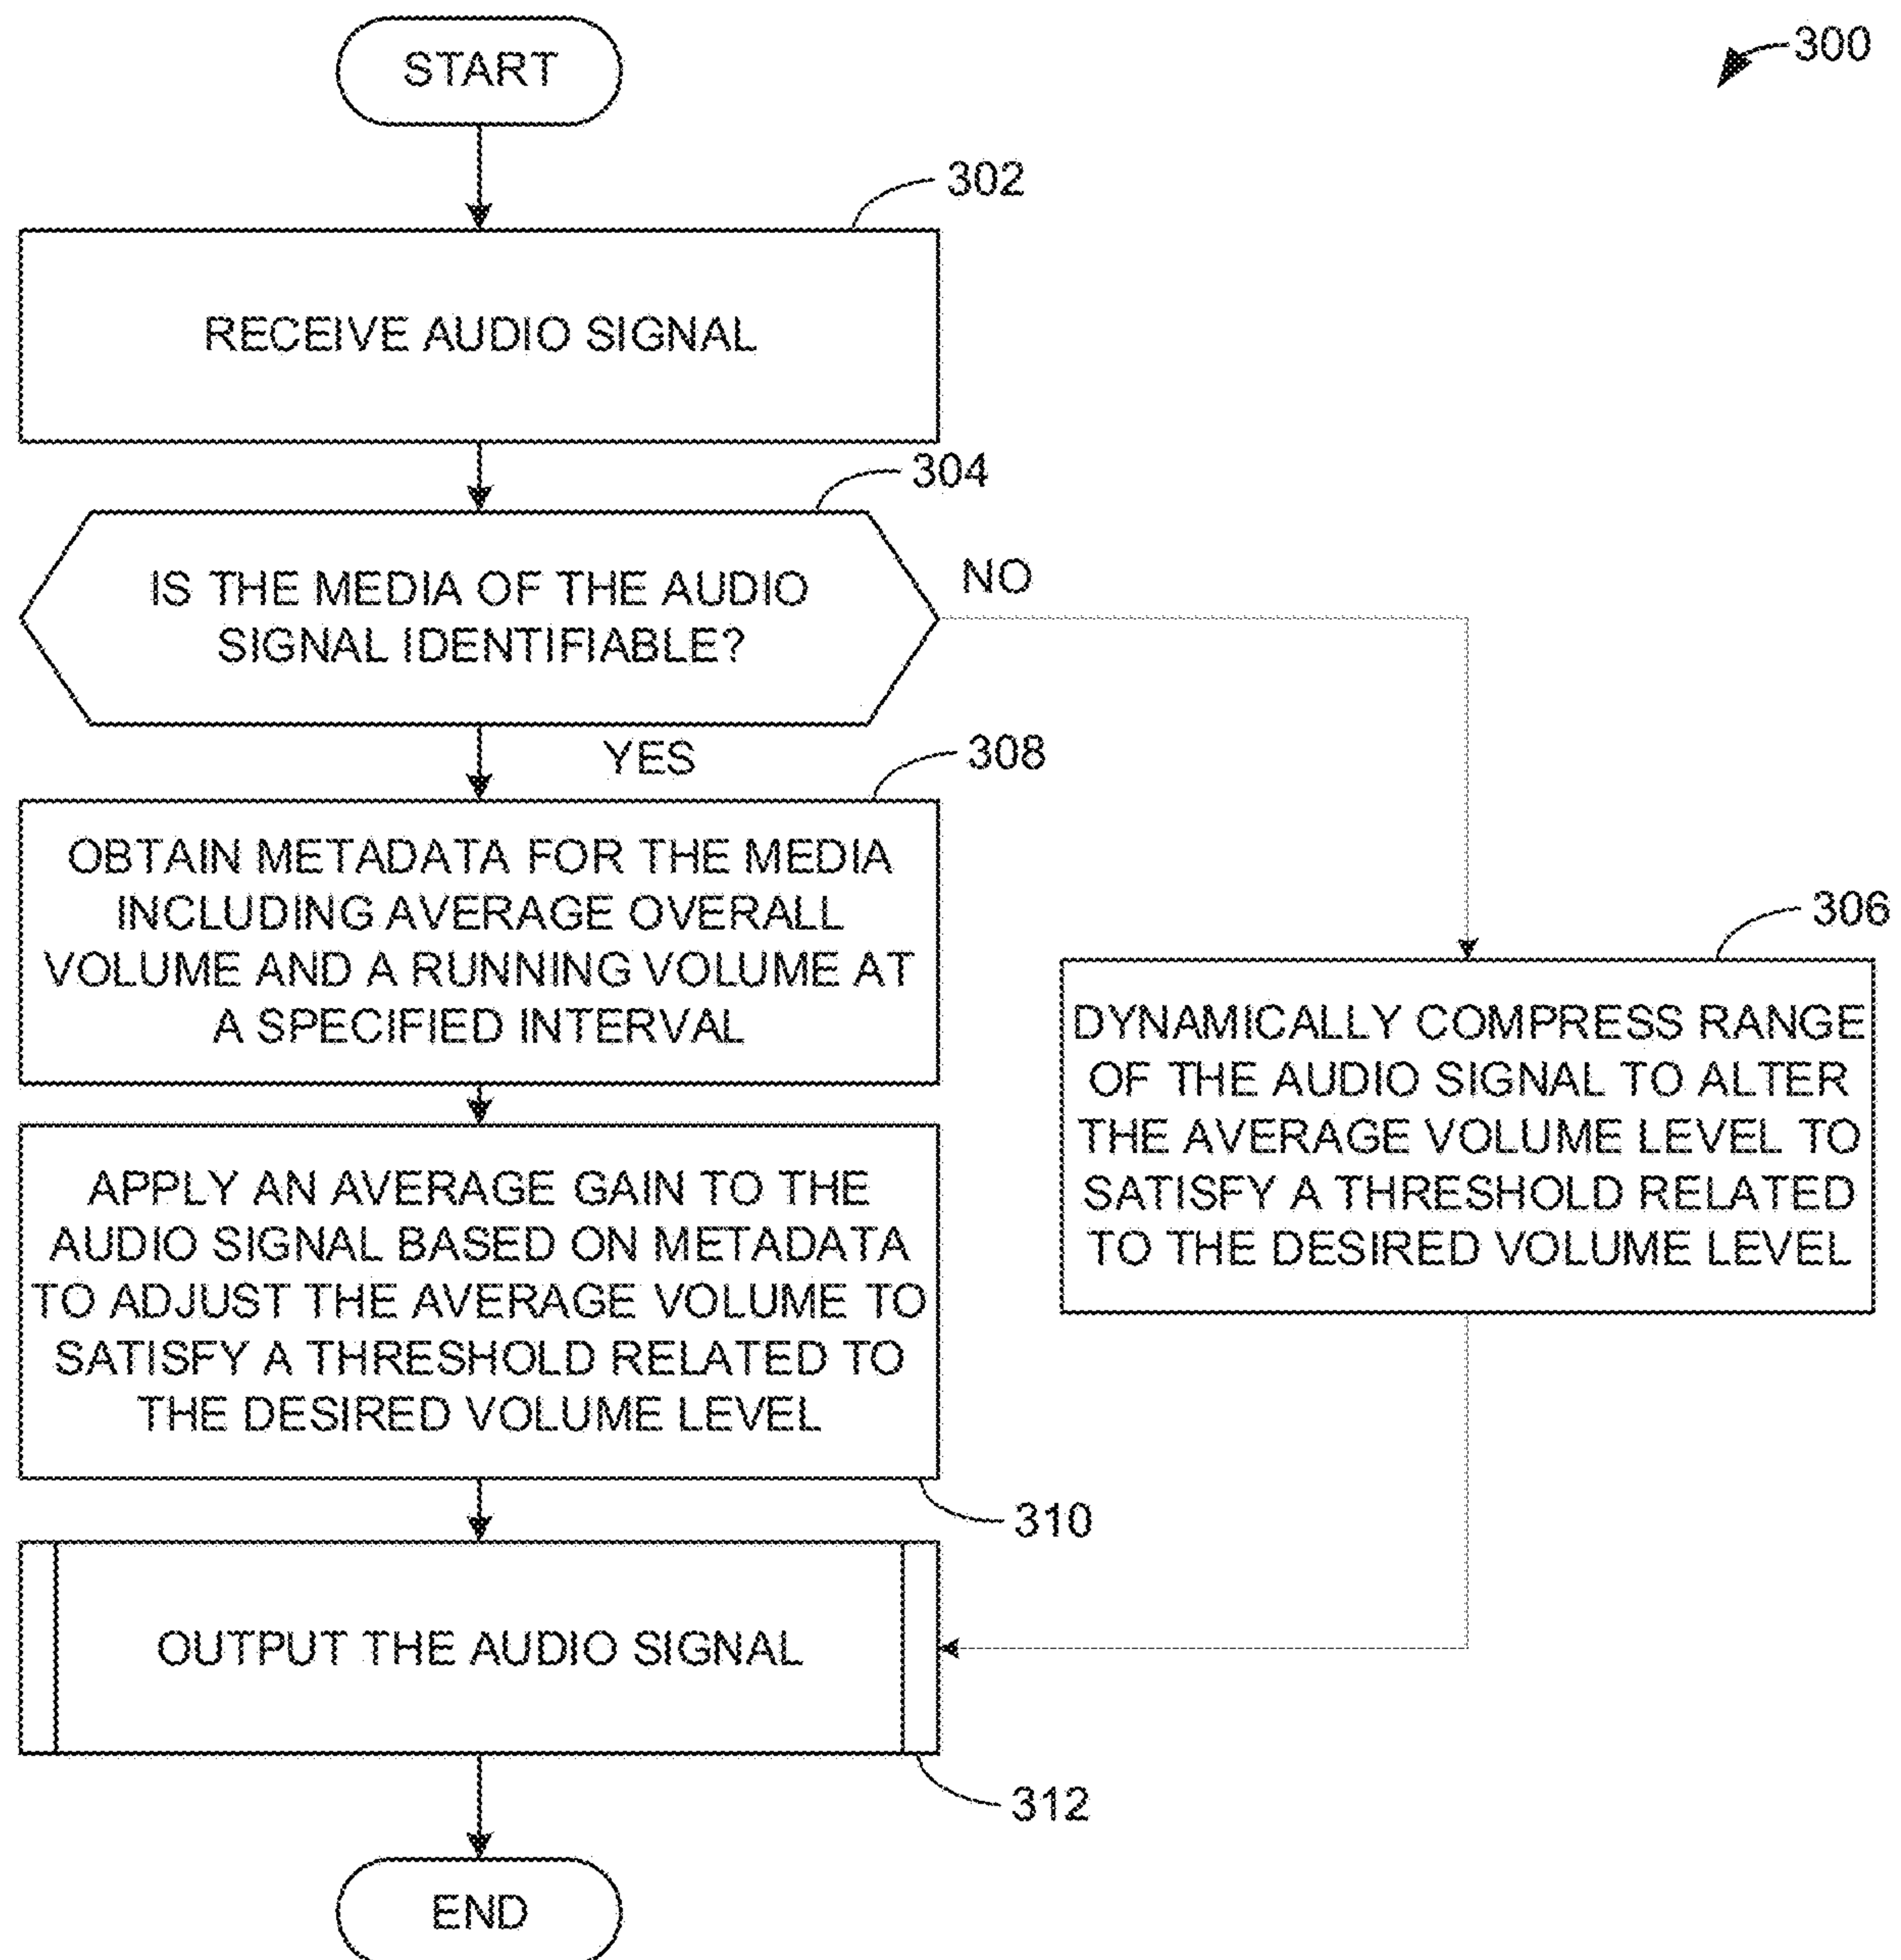 START
300
302
RECEIVE AUDIO SIGNAL
304
IS THE MEDIA OF THE AUDIO
SIGNAL IDENTIFIABLE?
NO
YES
308
OBTAIN METADATA FOR THE MEDIA
INCLUDING AVERAGE OVERALL
VOLUME AND A RUNNING VOLUME AT
A SPECIFIED INTERVAL
306
DYNAMICALLY COMPRESS RANGE
OF THE AUDIO SIGNAL TO ALTER
THE AVERAGE VOLUME LEVEL TO
SATISFY A THRESHOLD RELATED
TO THE DESIRED VOLUME LEVEL
APPLY AN AVERAGE GAIN TO THE
AUDIO SIGNAL BASED ON METADATA
TO ADJUST THE AVERAGE VOLUME TO
SATISFY A THRESHOLD RELATED TO
THE DESIRED VOLUME LEVEL
310
OUTPUT THE AUDIO SIGNAL
312
END